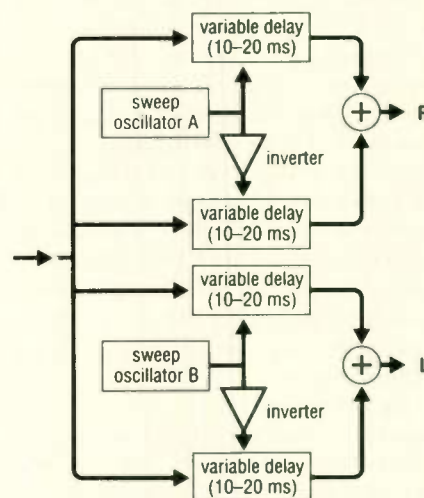 variable delay
(10–20 ms)
sweep
oscillator A
+
inverter
variable delay
(10–20 ms)
variable delay
(10–20 ms)
sweep
oscillator B
+
inverter
variable delay
(10–20 ms)